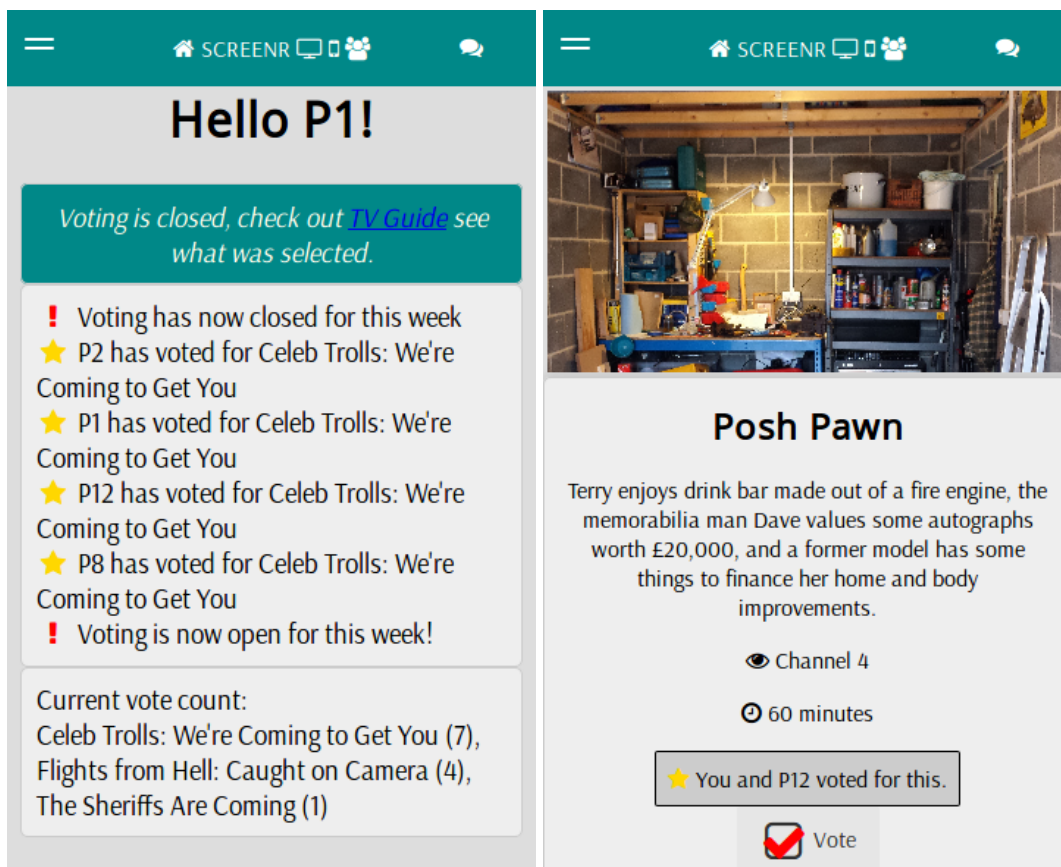 SCREENR
Hello P1!
Voting is closed, check out TV Guide see
what was selected.
Voting has now closed for this week
P2 has voted for Celeb Trolls: We're
Coming to Get You
P1 has voted for Celeb Trolls: We're
Coming to Get You
P12 has voted for Celeb Trolls: We're
Coming to Get You
P8 has voted for Celeb Trolls: We're
Coming to Get You
Voting is now open for this week!
Current vote count:
Celeb Trolls: We're Coming to Get You (7),
Flights from Hell: Caught on Camera (4),
The Sheriffs Are Coming (1)
SCREENR
Posh Pawn
Terry enjoys drink bar made out of a fire engine, the
memorabilia man Dave values some autographs
worth £20,000, and a former model has some
things to finance her home and body
improvements.
Channel 4
60 minutes
You and P12 voted for this.
Vote